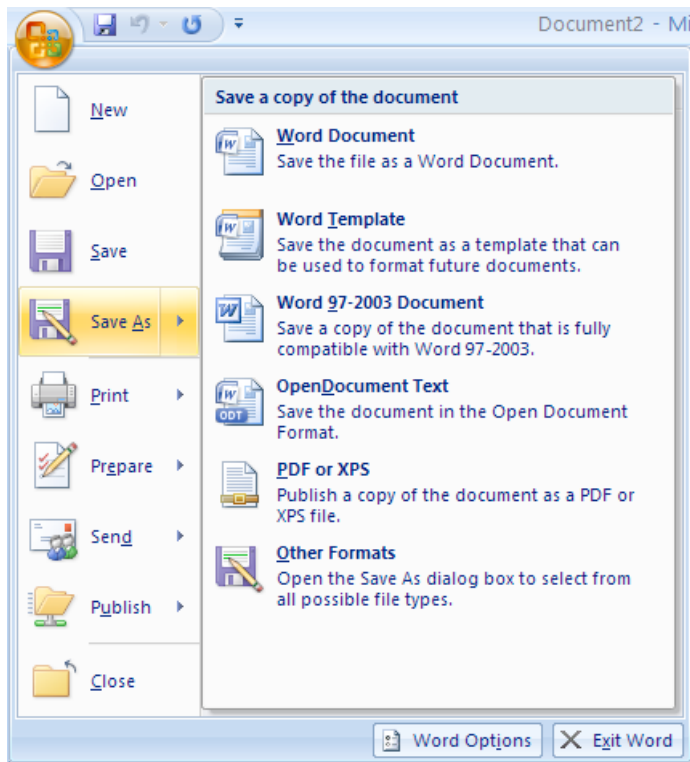 Document2 - Mi
New
Open
Save
Save As
Print
Prepare
Send
Publish
Close
Save a copy of the document
Word Document
Save the file as a Word Document.
Word Template
Save the document as a template that can
be used to format future documents.
Word 97-2003 Document
Save a copy of the document that is fully
compatible with Word 97-2003.
OpenDocument Text
Save the document in the Open Document
Format.
ODT
PDF or XPS
Publish a copy of the document as a PDF or
XPS file.
Other Formats
Open the Save As dialog box to select from
all possible file types.
Word Options
Exit Word